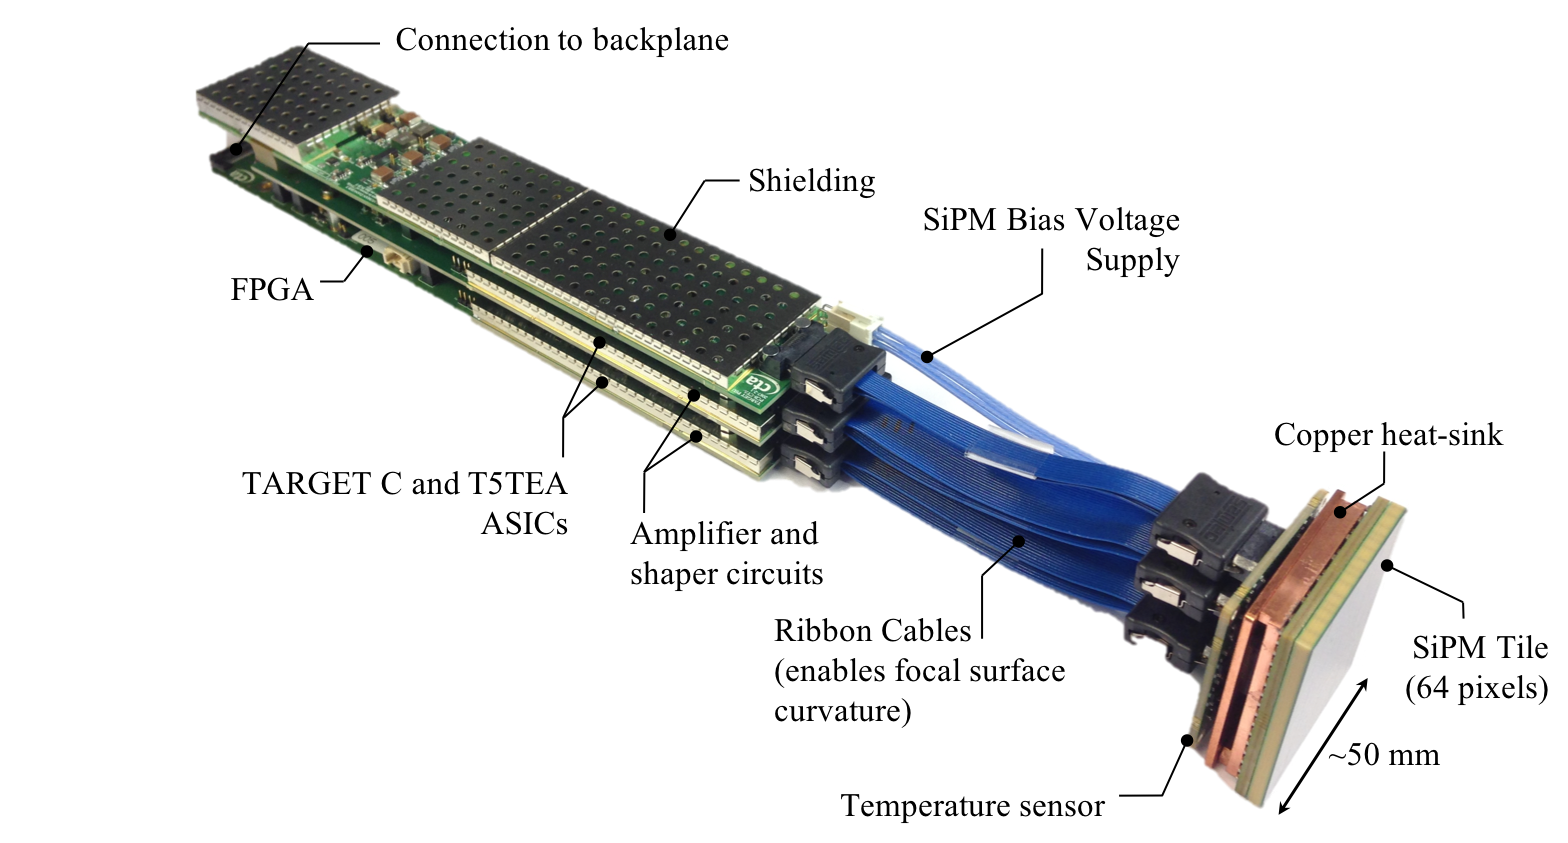 Connection to backplane
Shielding
SiPM Bias Voltage
Supply
FPGA
Copper heat-sink
TARGET C and T5TEA
ASICs
Amplifier and
shaper circuits
Ribbon Cables
(enables focal surface
curvature)
SiPM Tile
(64 pixels)
~50 mm
Temperature sensor
cta